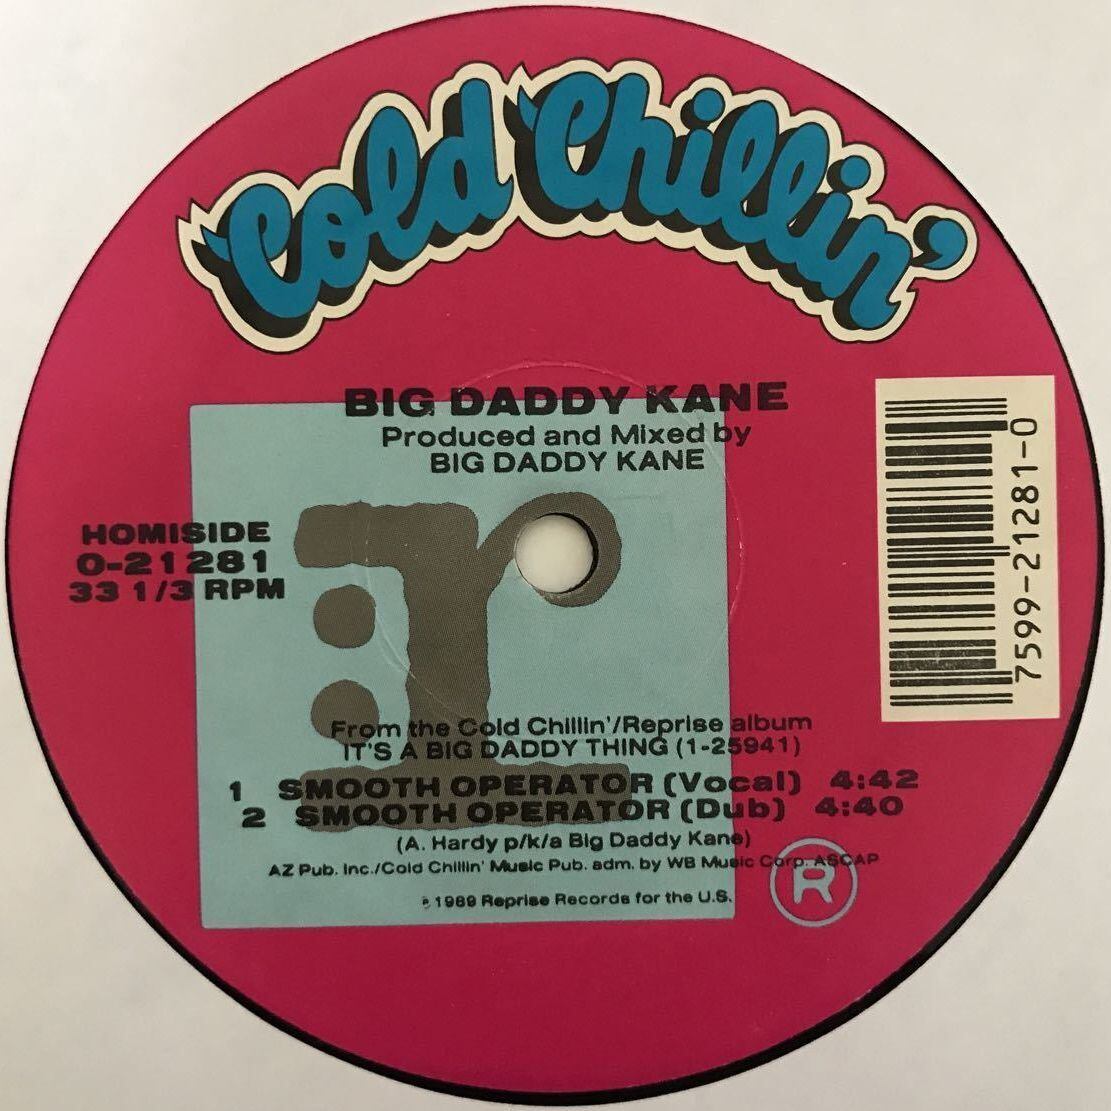 Cold Chillin'
BIG DADDY KANE
Produced and Mixed by
BIG DADDY KANE
HOMISIDE
0-21281
33 1/3 RPM
7599-21281-0
r
From the Cold Chillin'/Reprise album
IT'S A BIG DADDY THING (1-25941)
1 SMOOTH OPERATOR (Vocal) 4:42
2 SMOOTH OPERATOR (Dub) 4:40
(A. Hardy p/k/a Big Daddy Kane)
AZ Pub. Inc./Cold Chillin' Music Pub. adm. by WB Music Corp. ASCAP
℗ 1989 Reprise Records for the U.S.
R